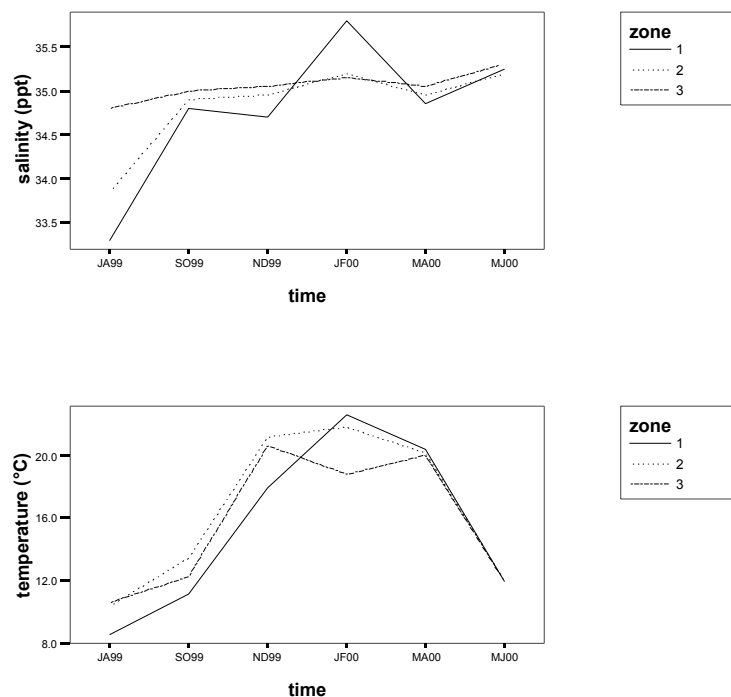 zone
1
2
3
salinity (ppt)
35.5
35.0
34.5
34.0
33.5
JA99 SO99 ND99 JF00 MA00 MJ00
time
zone
1
2
3
temperature (°C)
20.0
16.0
12.0
8.0
JA99 SO99 ND99 JF00 MA00 MJ00
time